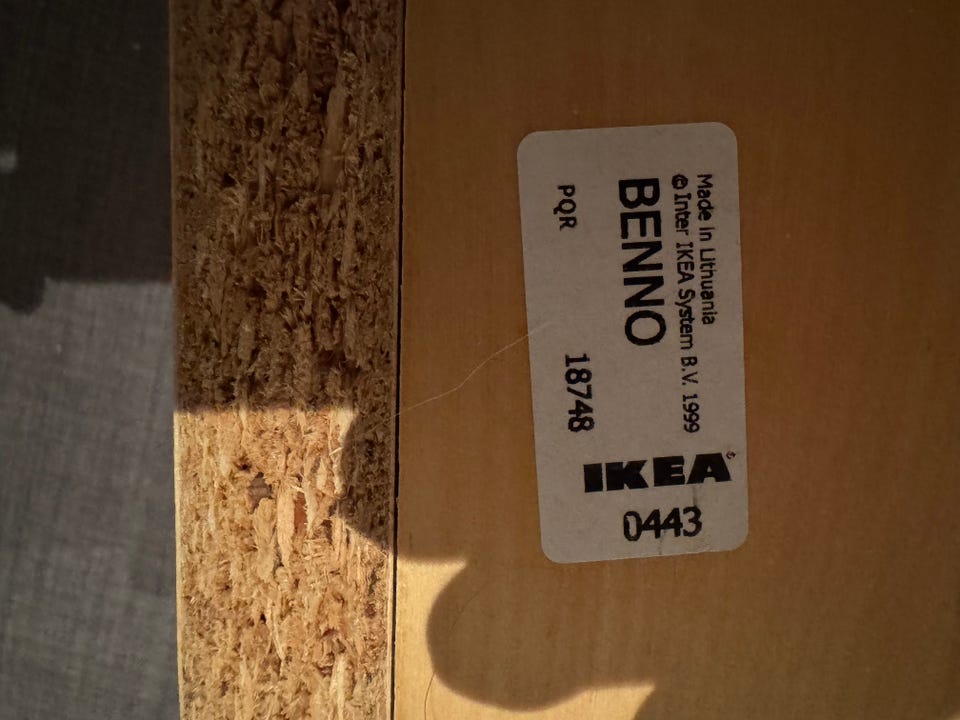 Made in Lithuania
© Inter IKEA System B.V. 1999
BENNO
PQR 18748
IKEA®
0443